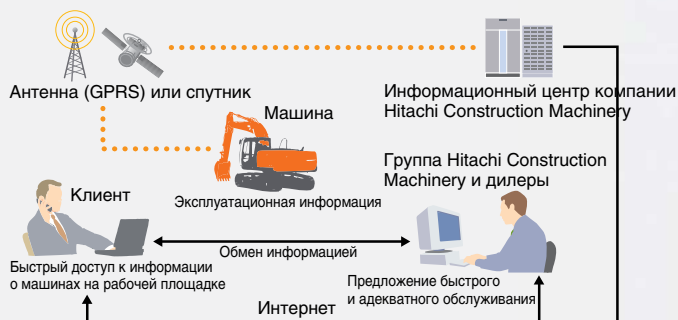 Антенна (GPRS) или спутник
Информационный центр компании
Hitachi Construction Machinery
Машина
Группа Hitachi Construction
Machinery и дилеры
Эксплуатационная информация
Клиент
Обмен информацией
Быстрый доступ к информации
о машинах на рабочей площадке
Предложение быстрого
и адекватного обслуживания
Интернет